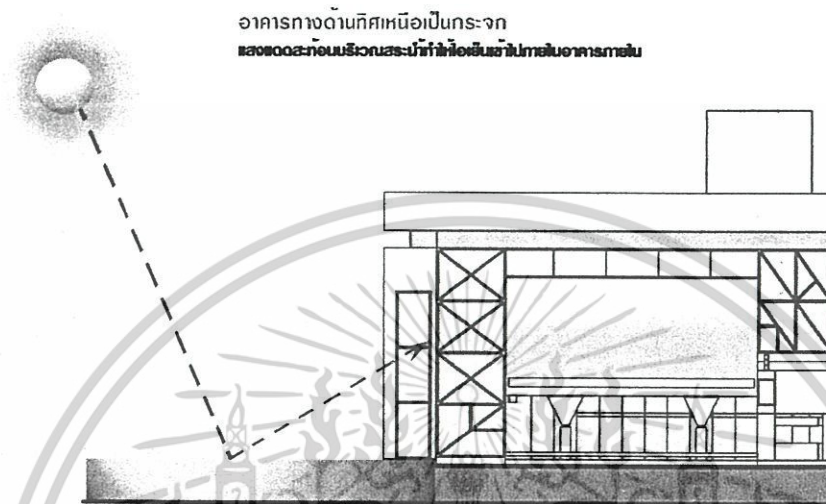 อาคารทางด้านทิศเหนือเป็นกระจก
แสงแดดสะท้อนบริเวณสระน้ำทำให้ไอเย็นเข้าไปภายในอาคารภายใน